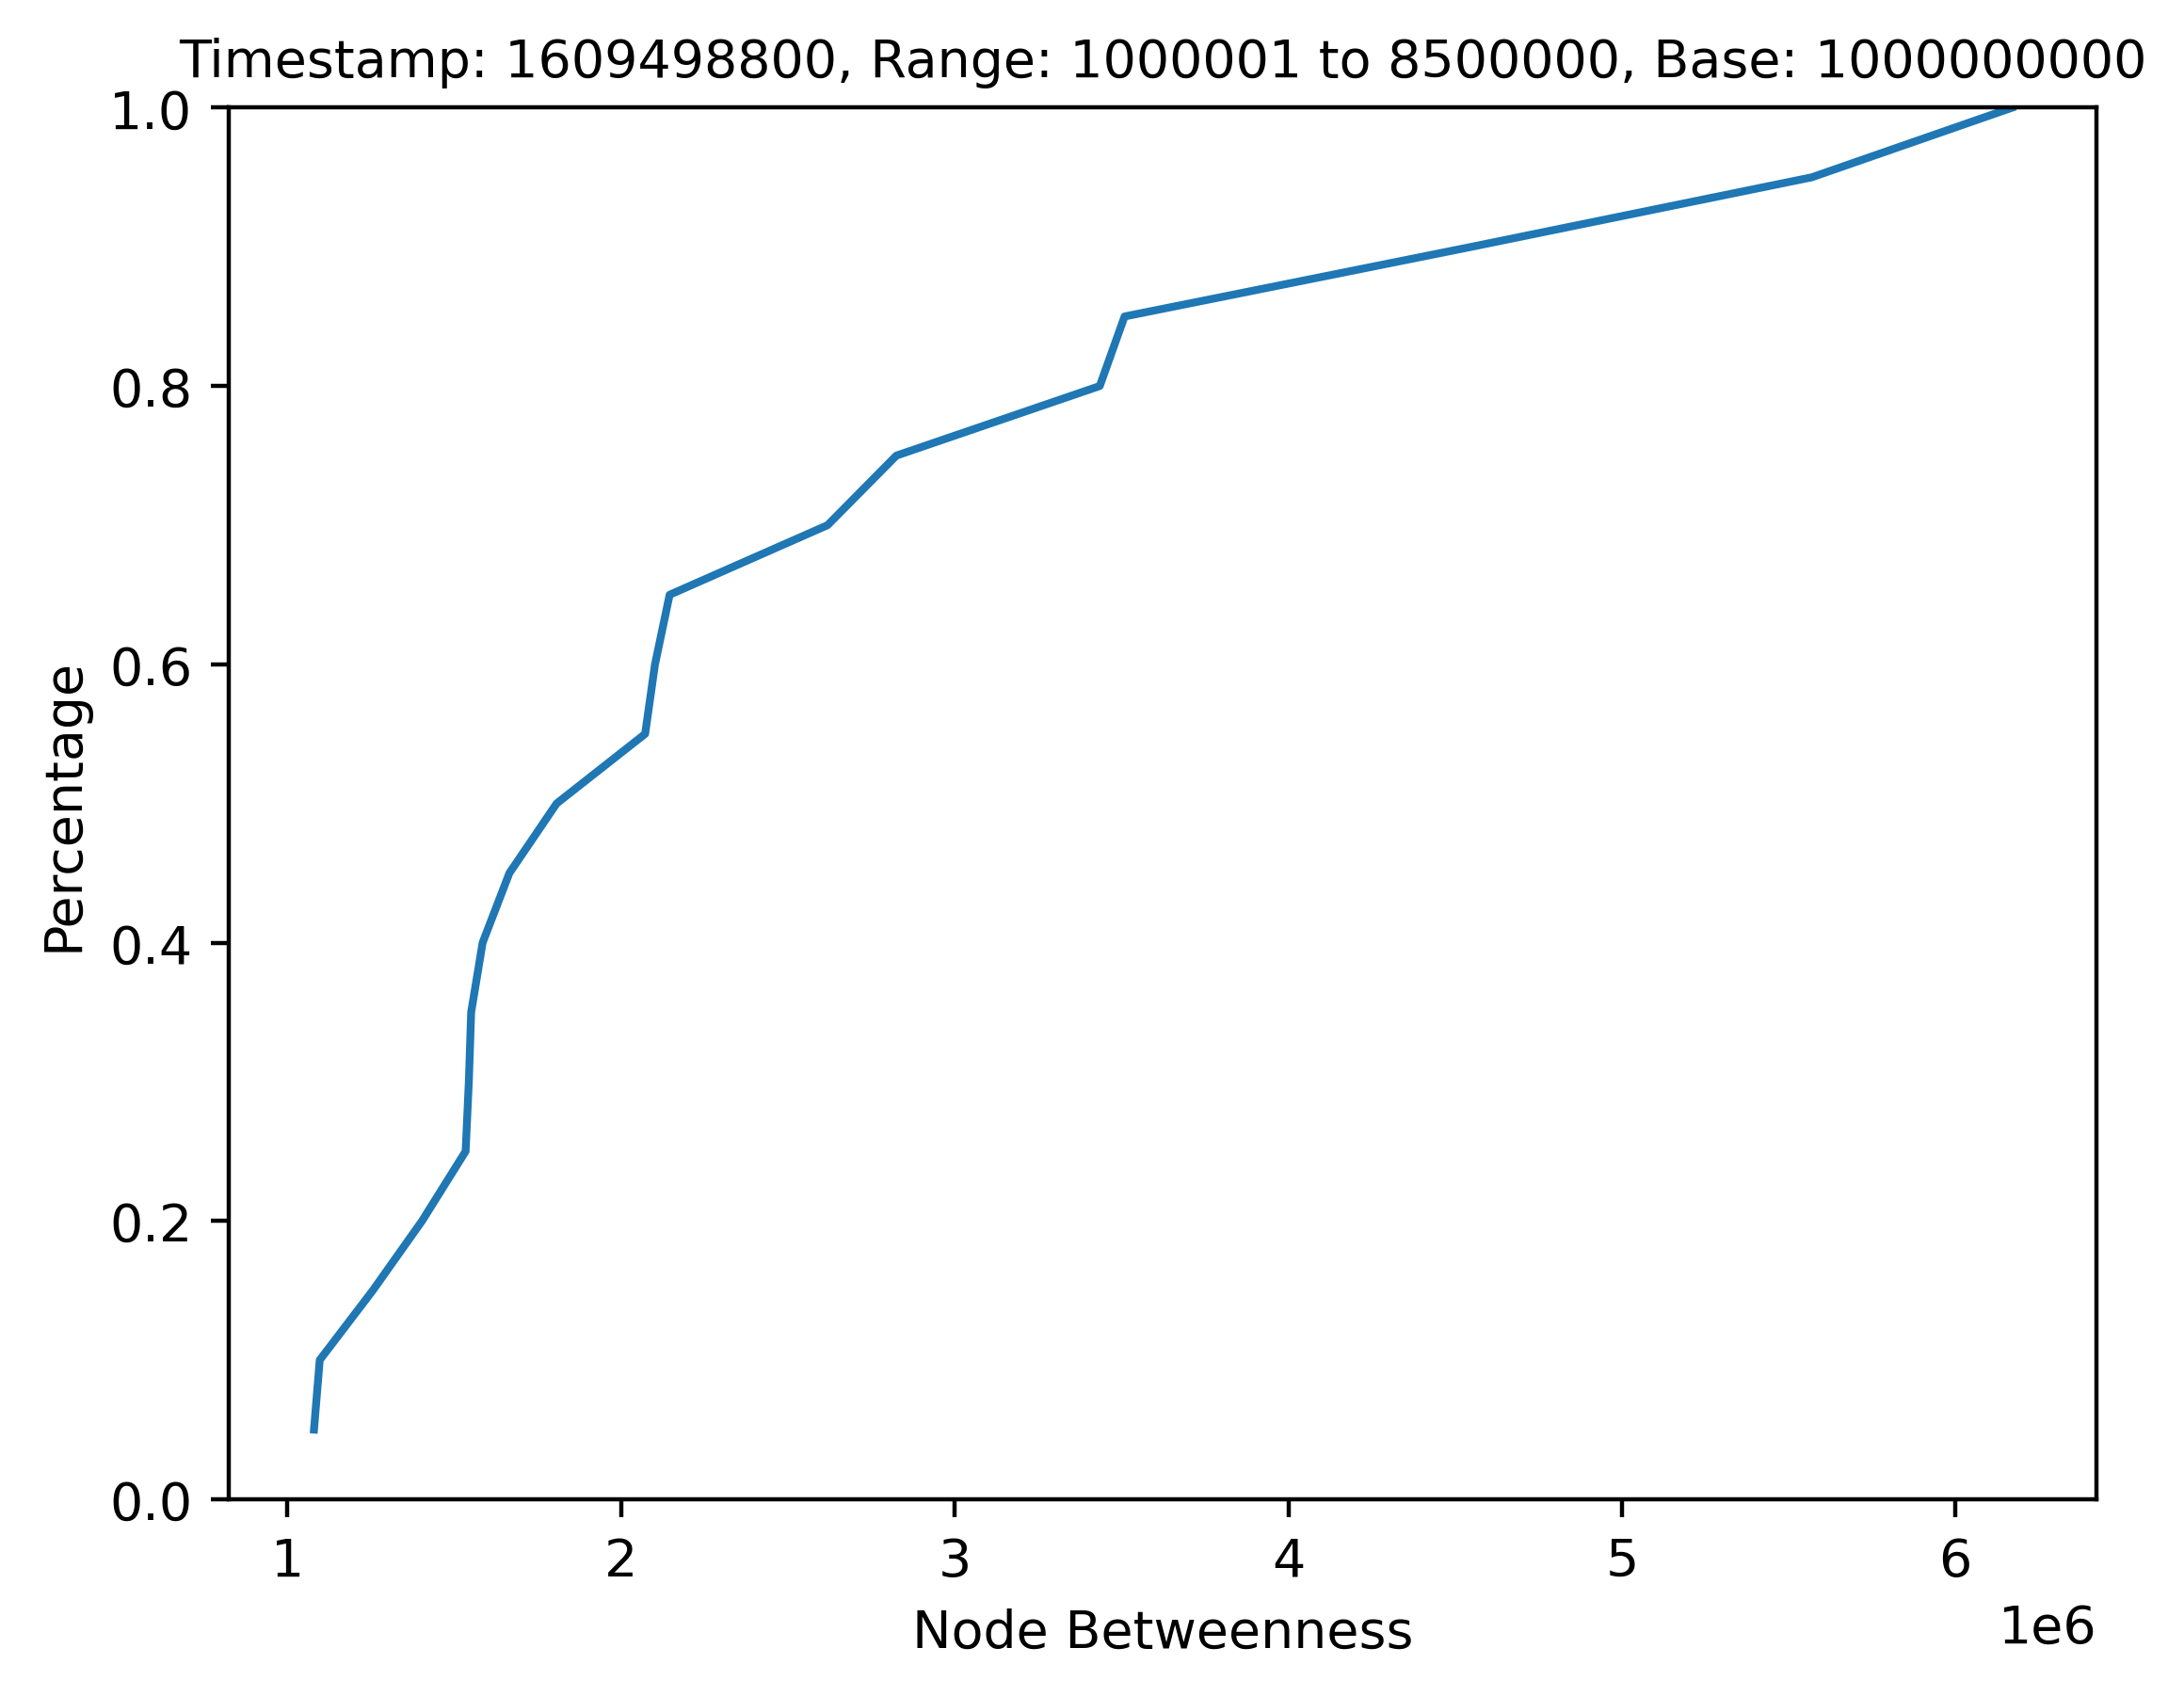 Timestamp: 1609498800, Range: 1000001 to 8500000, Base: 1000000000
1.0
0.8
0.6
0.4
0.2
0.0
Percentage
1 2 3 4 5 6
1e6
Node Betweenness